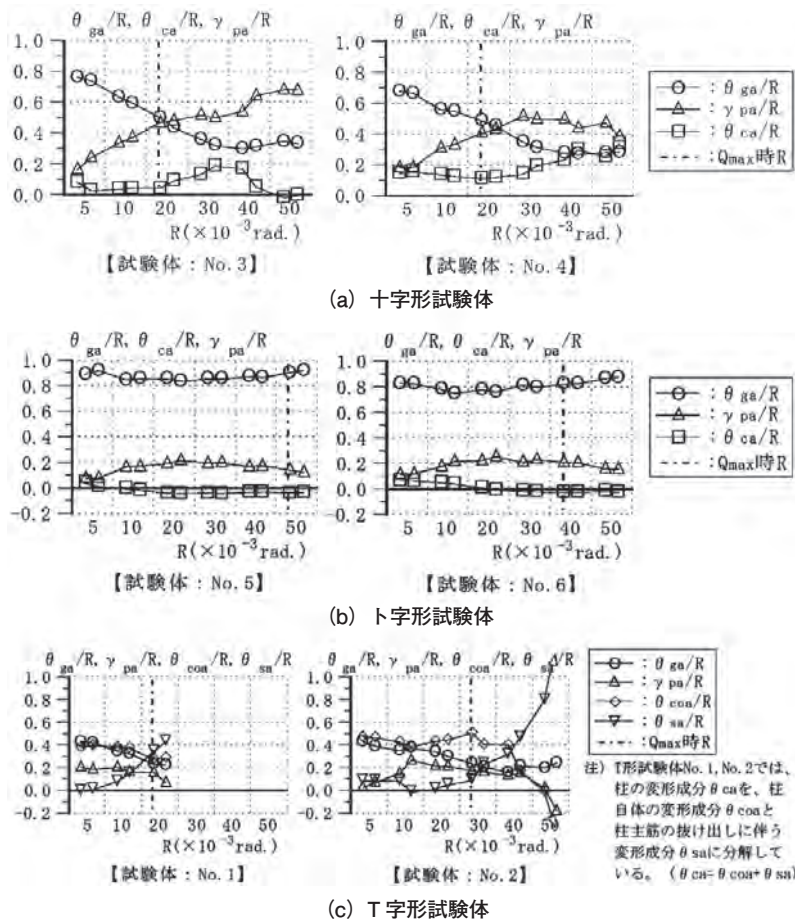 θga/R, θca/R, γpa/R
1.0
0.8
0.6
0.4
0.2
0.0
5 10 20 30 40 50
R(×10⁻³rad.)
【試験体：No.3】
θga/R, θca/R, γpa/R
1.0
0.8
0.6
0.4
0.2
0.0
5 10 20 30 40 50
R(×10⁻³rad.)
【試験体：No.4】
：θga/R
：γpa/R
：θca/R
：Qmax時R
(a) 十字形試験体
θga/R, θca/R, γpa/R
1.0
0.8
0.6
0.4
0.2
0.0
-0.2
5 10 20 30 40 50
R(×10⁻³rad.)
【試験体：No.5】
θga/R, θca/R, γpa/R
1.0
0.8
0.6
0.4
0.2
0.0
-0.2
5 10 20 30 40 50
R(×10⁻³rad.)
【試験体：No.6】
：θga/R
：γpa/R
：θca/R
：Qmax時R
(b) ト字形試験体
θga/R, γpa/R, θcoa/R, θsa/R
1.0
0.8
0.6
0.4
0.2
0.0
-0.2
5 10 20 30 40 50
R(×10⁻³rad.)
【試験体：No.1】
θga/R, γpa/R, θcoa/R, θsa/R
1.0
0.8
0.6
0.4
0.2
0.0
-0.2
5 10 20 30 40 50
R(×10⁻³rad.)
【試験体：No.2】
：θga/R
：γpa/R
：θcoa/R
：θsa/R
：Qmax時R
注）T形試験体No.1,No.2では、
柱の変形成分θcaを、柱
自体の変形成分θcoaと
柱主筋の抜け出しに伴う
変形成分θsaに分解して
いる。（θca=θcoa+θsa）
(c) T字形試験体